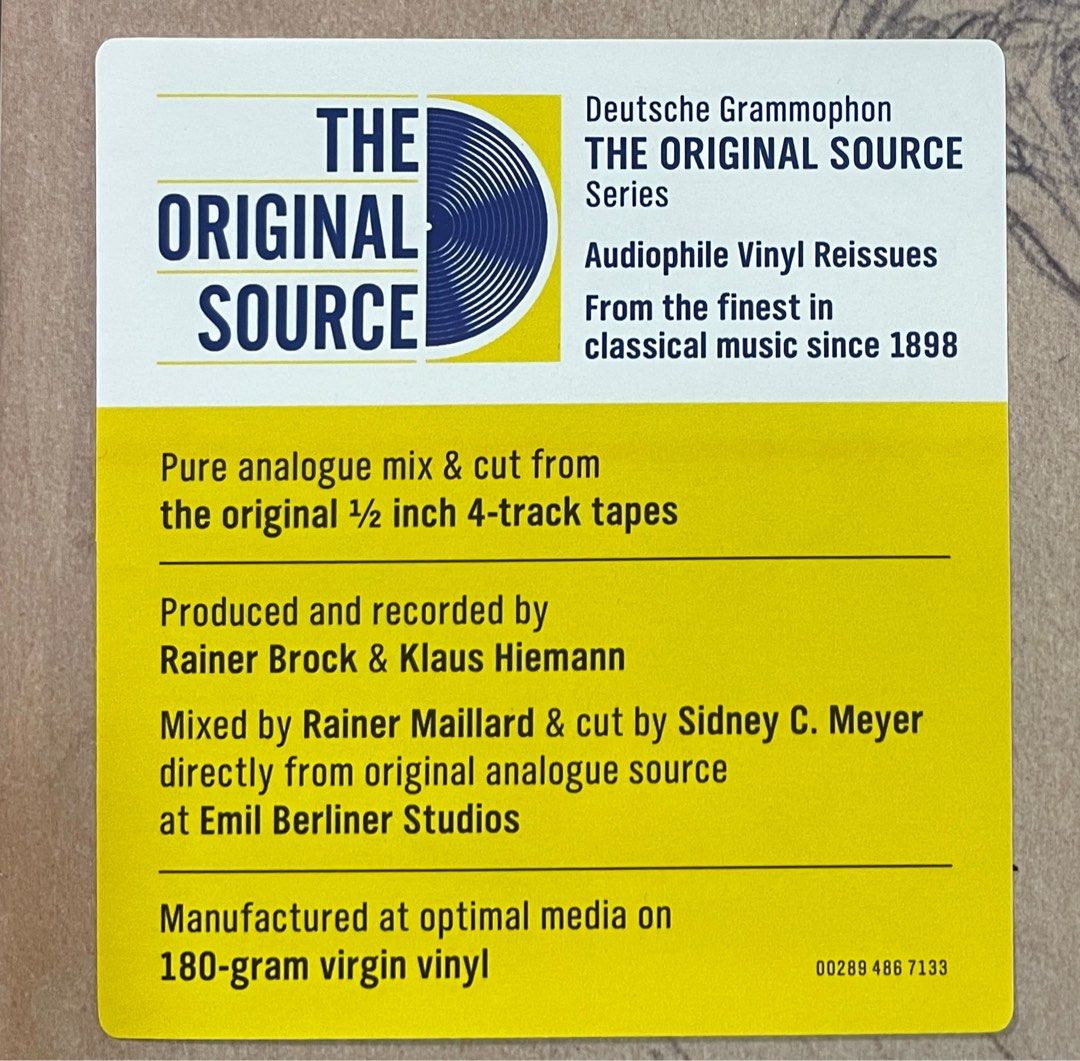 THE
ORIGINAL
SOURCE
Deutsche Grammophon
THE ORIGINAL SOURCE
Series
Audiophile Vinyl Reissues
From the finest in
classical music since 1898
Pure analogue mix & cut from
the original ½ inch 4-track tapes
Produced and recorded by
Rainer Brock & Klaus Hiemann
Mixed by Rainer Maillard & cut by Sidney C. Meyer
directly from original analogue source
at Emil Berliner Studios
Manufactured at optimal media on
180-gram virgin vinyl
00289 486 7133